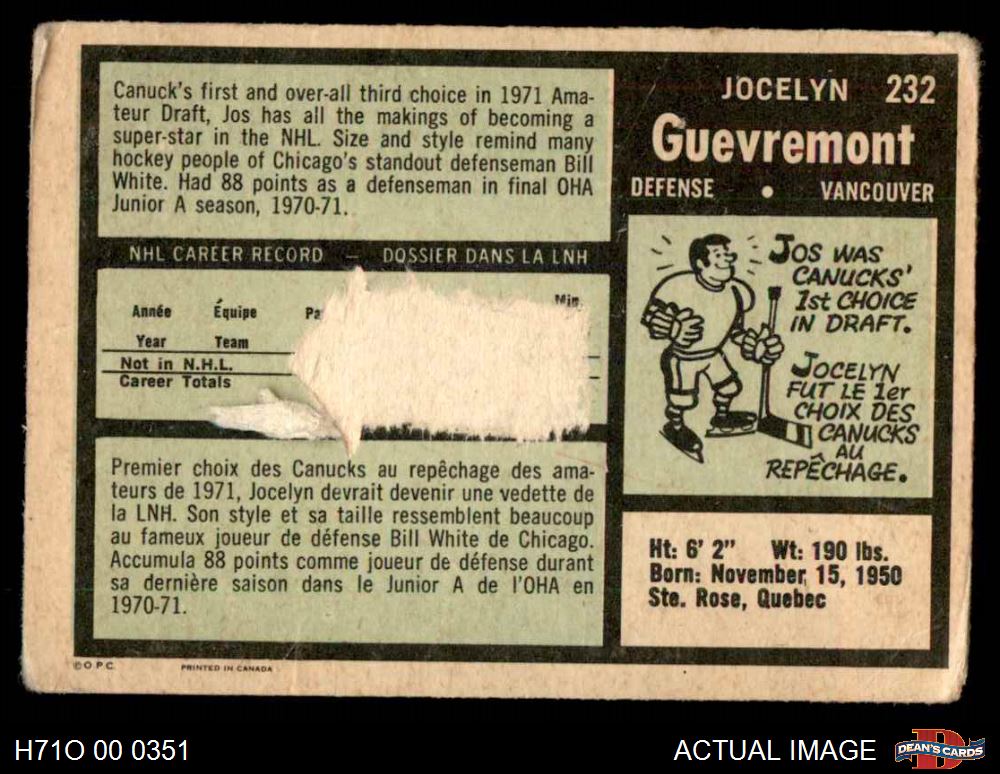 Canuck's first and over-all third choice in 1971 Ama-
teur Draft, Jos has all the makings of becoming a
super-star in the NHL. Size and style remind many
hockey people of Chicago's standout defenseman Bill
White. Had 88 points as a defenseman in final OHA
Junior A season, 1970-71.
NHL CAREER RECORD — DOSSIER DANS LA LNH
Année Équipe Min.
Year Team
Not in N.H.L.
Career Totals
Premier choix des Canucks au repêchage des ama-
teurs de 1971, Jocelyn devrait devenir une vedette de
la LNH. Son style et sa taille ressemblent beaucoup
au fameux joueur de défense Bill White de Chicago.
Accumula 88 points comme joueur de défense durant
sa dernière saison dans le Junior A de l'OHA en
1970-71.
©O.P.C. PRINTED IN CANADA
JOCELYN 232
Guevremont
DEFENSE • VANCOUVER
JOS WAS
CANUCKS'
1st CHOICE
IN DRAFT.
JOCELYN
FUT LE 1er
CHOIX DES
CANUCKS
AU
REPÊCHAGE.
Ht: 6' 2" Wt: 190 lbs.
Born: November 15, 1950
Ste. Rose, Quebec
H71O 00 0351
ACTUAL IMAGE
D
DEAN'S CARDS